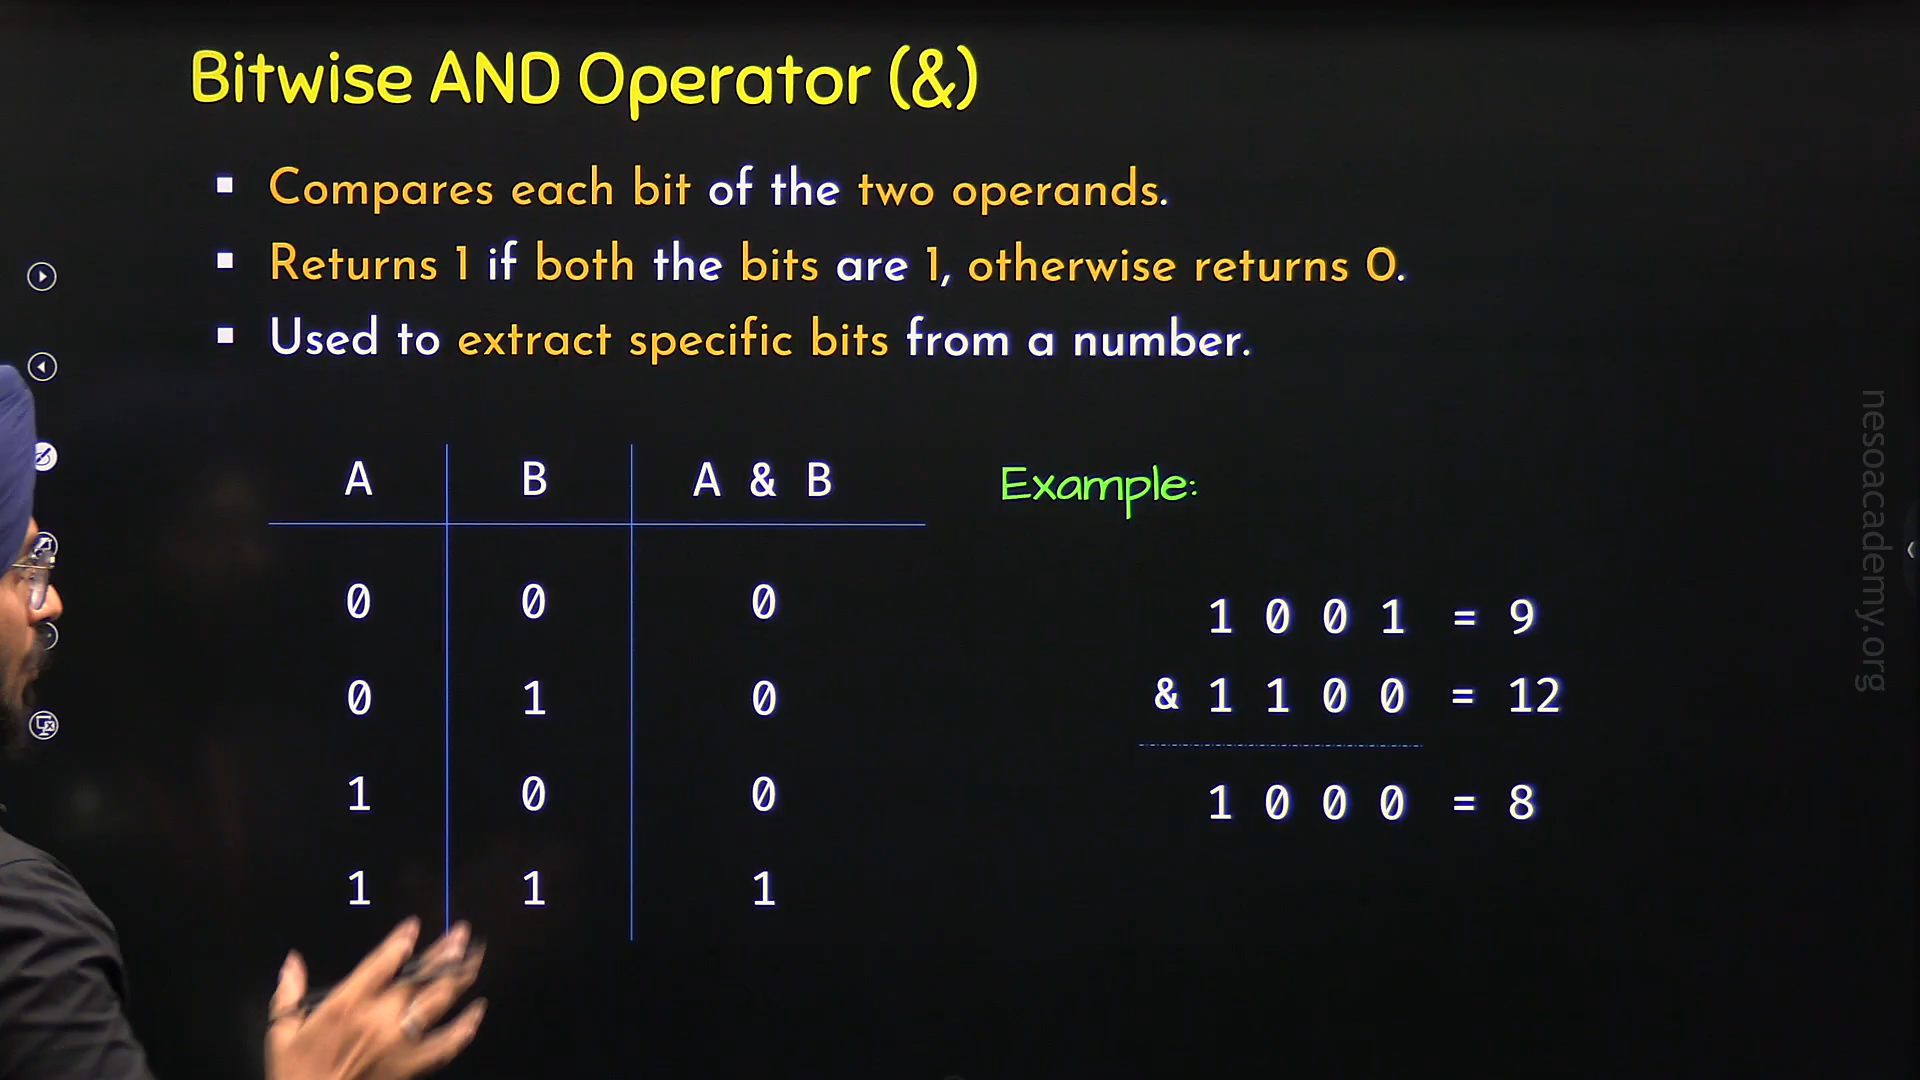 Bitwise AND Operator (&)
▪ Compares each bit of the two operands.
▪ Returns 1 if both the bits are 1, otherwise returns 0.
▪ Used to extract specific bits from a number.
A B A & B
0 0 0
0 1 0
1 0 0
1 1 1
Example:
1 0 0 1 = 9
& 1 1 0 0 = 12
1 0 0 0 = 8
nesoacademy.org